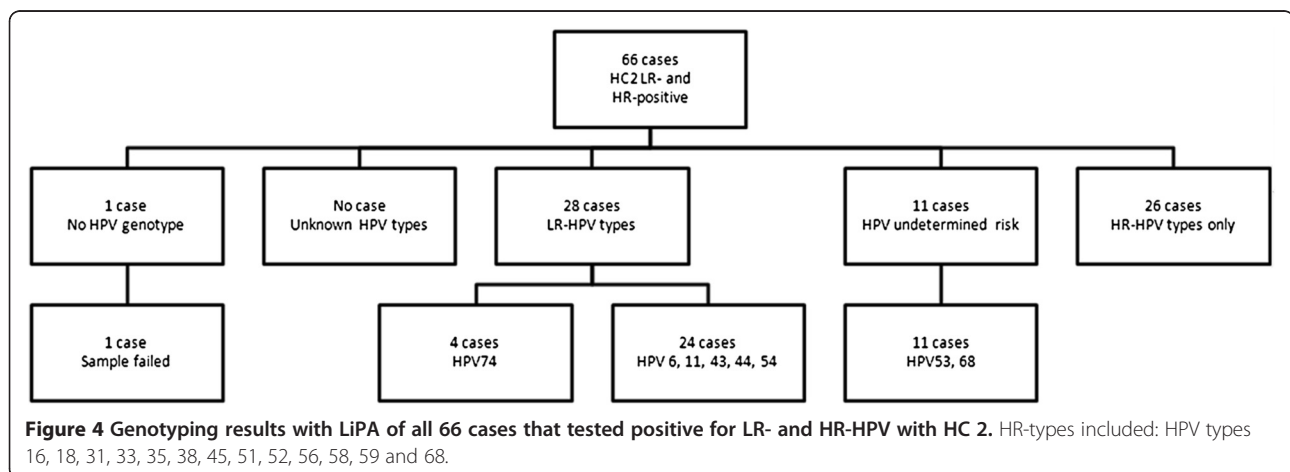 66 cases
HC2 LR- and
HR-positive
1 case
No HPV genotype
No case
Unknown HPV types
28 cases
LR-HPV types
11 cases
HPV undetermined risk
26 cases
HR-HPV types only
1 case
Sample failed
4 cases
HPV74
24 cases
HPV 6, 11, 43, 44, 54
11 cases
HPV53, 68
Figure 4 Genotyping results with LiPA of all 66 cases that tested positive for LR- and HR-HPV with HC 2. HR-types included: HPV types
16, 18, 31, 33, 35, 38, 45, 51, 52, 56, 58, 59 and 68.